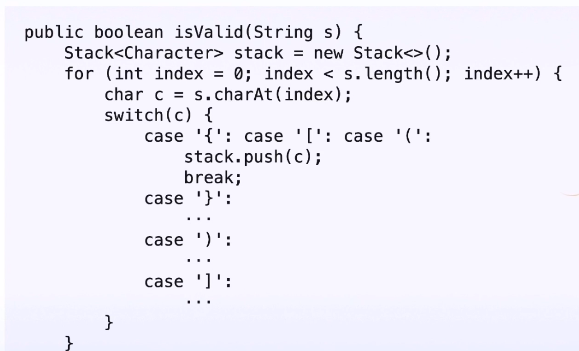 public boolean isValid(String s) {
    Stack<Character> stack = new Stack<>();
    for (int index = 0; index < s.length(); index++) {
        char c = s.charAt(index);
        switch(c) {
            case '{': case '[': case '(':
                stack.push(c);
                break;
            case '}':
                ...
            case ')':
                ...
            case ']':
                ...
        }
    }